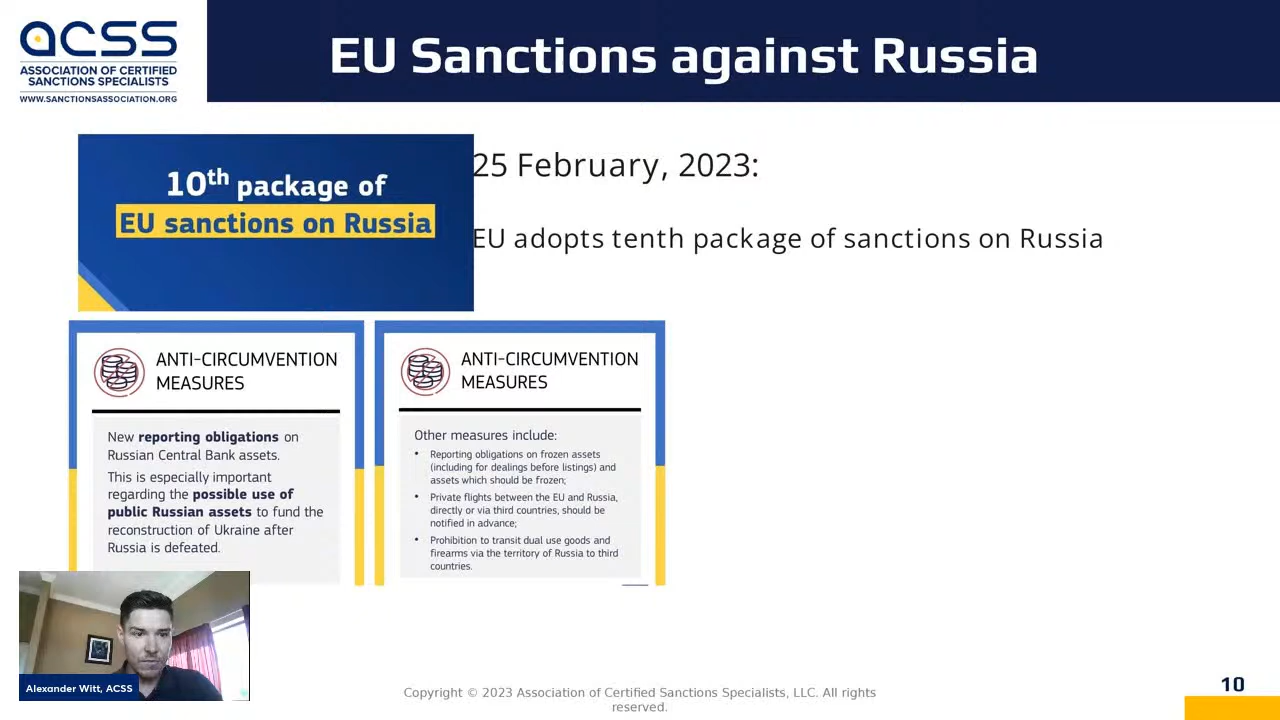 acss
ASSOCIATION OF CERTIFIED
SANCTIONS SPECIALISTS
WWW.SANCTIONSASSOCIATION.ORG
EU Sanctions against Russia
10th package of
EU sanctions on Russia
25 February, 2023:
EU adopts tenth package of sanctions on Russia
ANTI-CIRCUMVENTION
MEASURES
New reporting obligations on
Russian Central Bank assets.
This is especially important
regarding the possible use of
public Russian assets to fund the
reconstruction of Ukraine after
Russia is defeated.
ANTI-CIRCUMVENTION
MEASURES
Other measures include:
• Reporting obligations on frozen assets
(including for dealings before listings) and
assets which should be frozen;
• Private flights between the EU and Russia,
directly or via third countries, should be
notified in advance;
• Prohibition to transit dual use goods and
firearms via the territory of Russia to third
countries.
Alexander Witt, ACSS
Copyright © 2023 Association of Certified Sanctions Specialists, LLC. All rights
reserved.
10